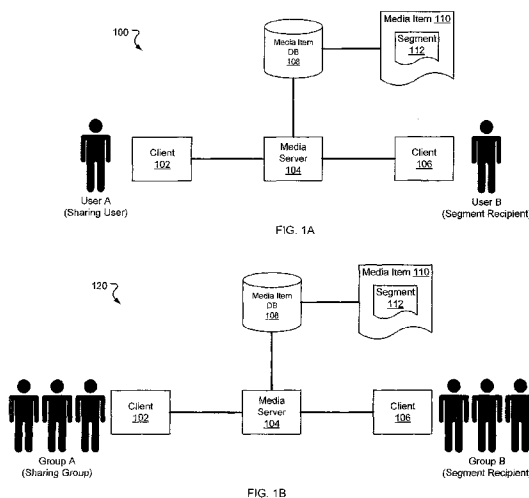 100
Media Item
DB
108
Media Item 110
Segment
112
Client
102
Media
Server
104
Client
106
User A
(Sharing User)
User B
(Segment Recipient)
FIG. 1A
120
Media Item
DB
108
Media Item 110
Segment
112
Client
102
Media
Server
104
Client
106
Group A
(Sharing Group)
Group B
(Segment Recipient)
FIG. 1B